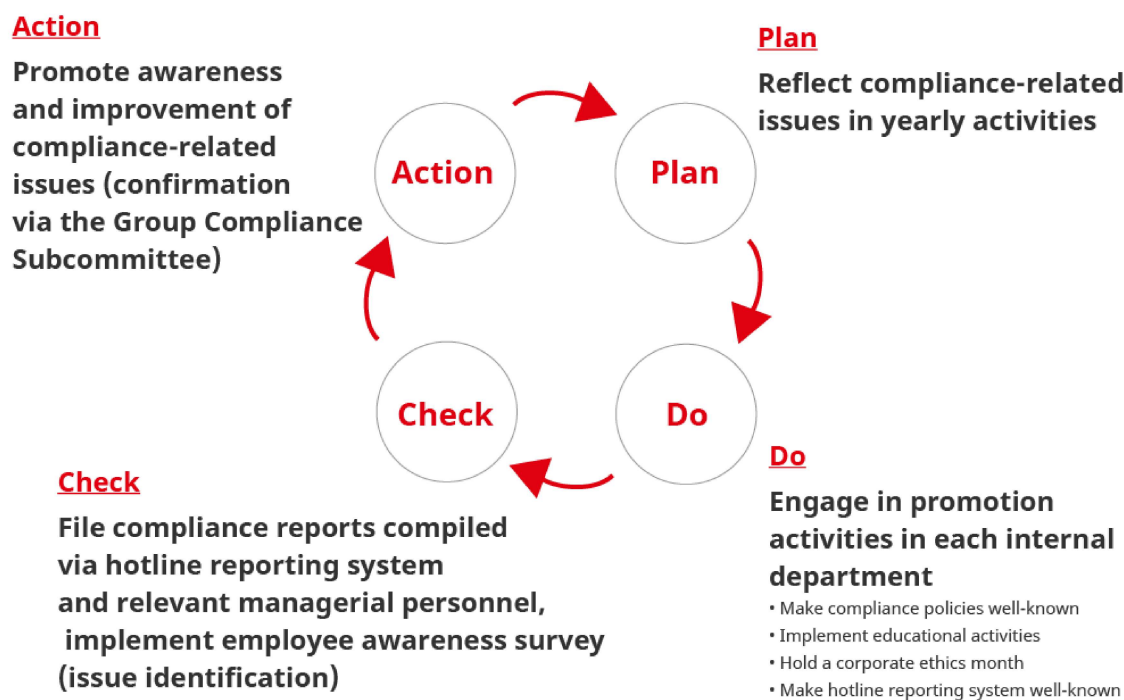 Action
Promote awareness
and improvement of
compliance-related
issues (confirmation
via the Group Compliance
Subcommittee)
Plan
Reflect compliance-related
issues in yearly activities
Action
Plan
Check
Do
Check
File compliance reports compiled
via hotline reporting system
and relevant managerial personnel,
implement employee awareness survey
(issue identification)
Do
Engage in promotion
activities in each internal
department
• Make compliance policies well-known
• Implement educational activities
• Hold a corporate ethics month
• Make hotline reporting system well-known